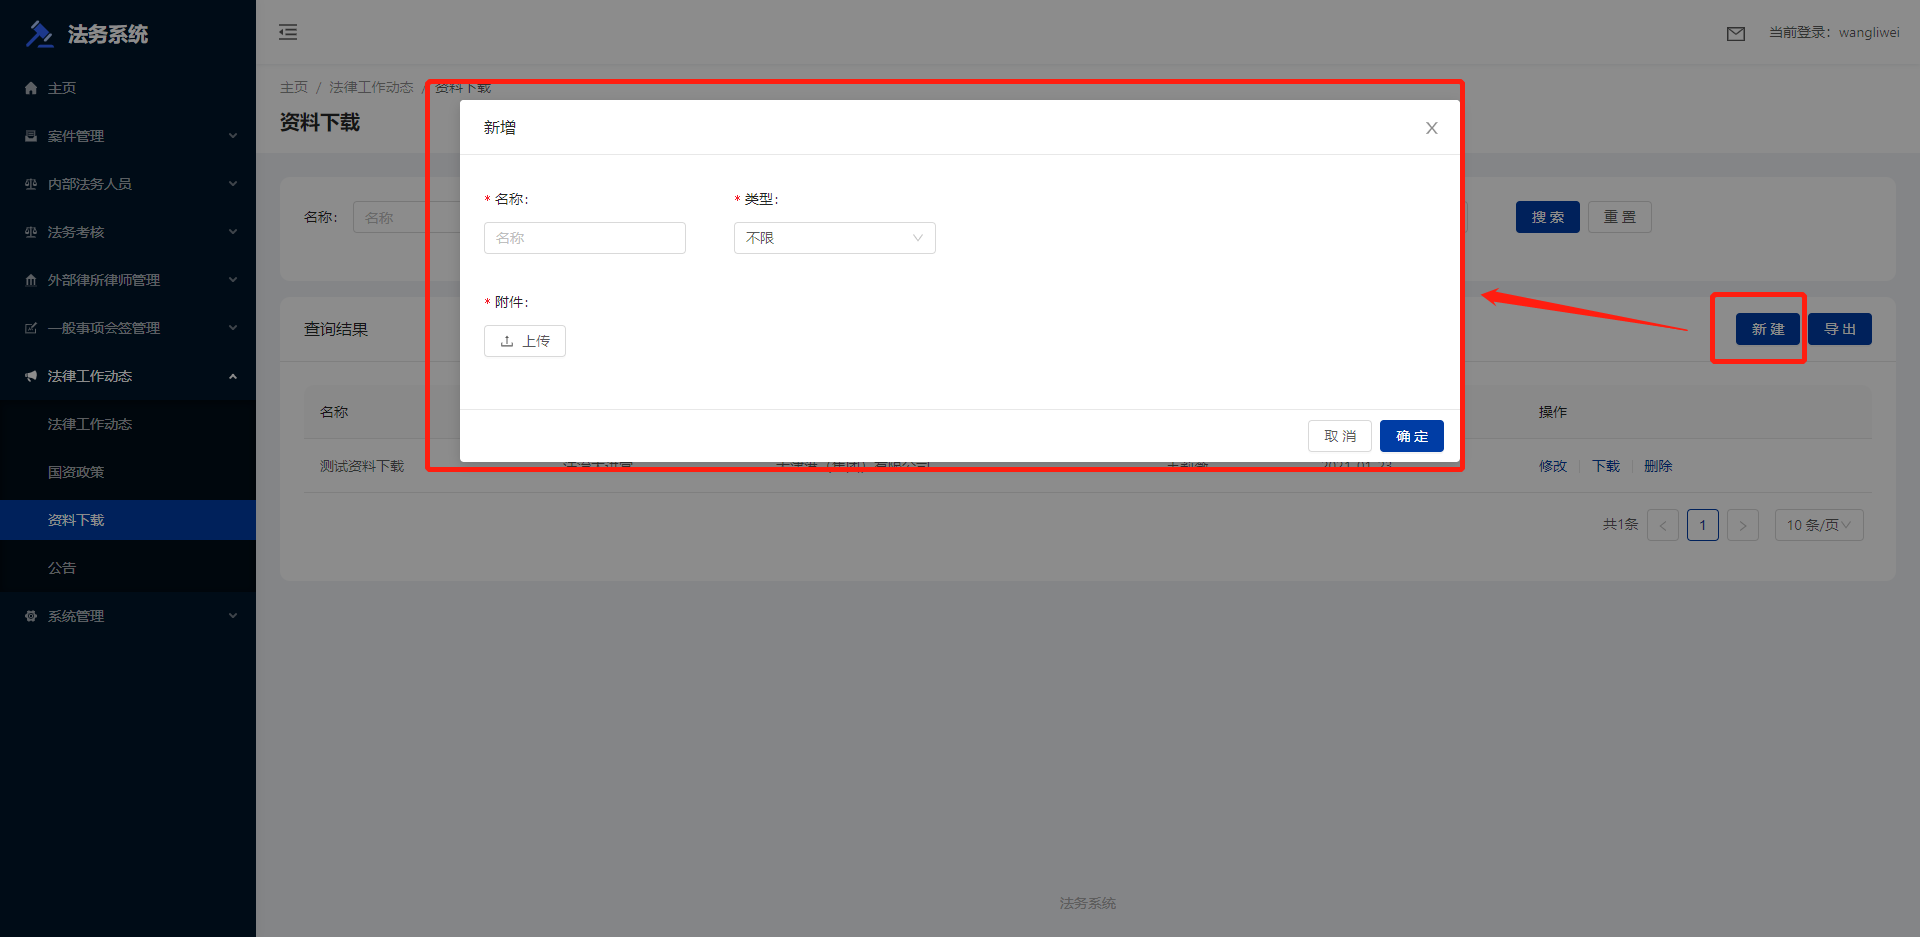 法务系统
当前登录：wangliwei
主页
案件管理
内部法务人员
法务考核
外部律所律师管理
一般事项会签管理
法律工作动态
法律工作动态
国资政策
资料下载
公告
系统管理
主页 / 法律工作动态 / 资料下载
资料下载
名称： 名称
搜 索 重 置
新增
* 名称： * 类型：
名称 不限
* 附件：
上传
取 消 确 定
查询结果
新 建 导 出
名称 操作
测试资料下载 修改 下载 删除
共1条 < 1 > 10 条/页
法务系统